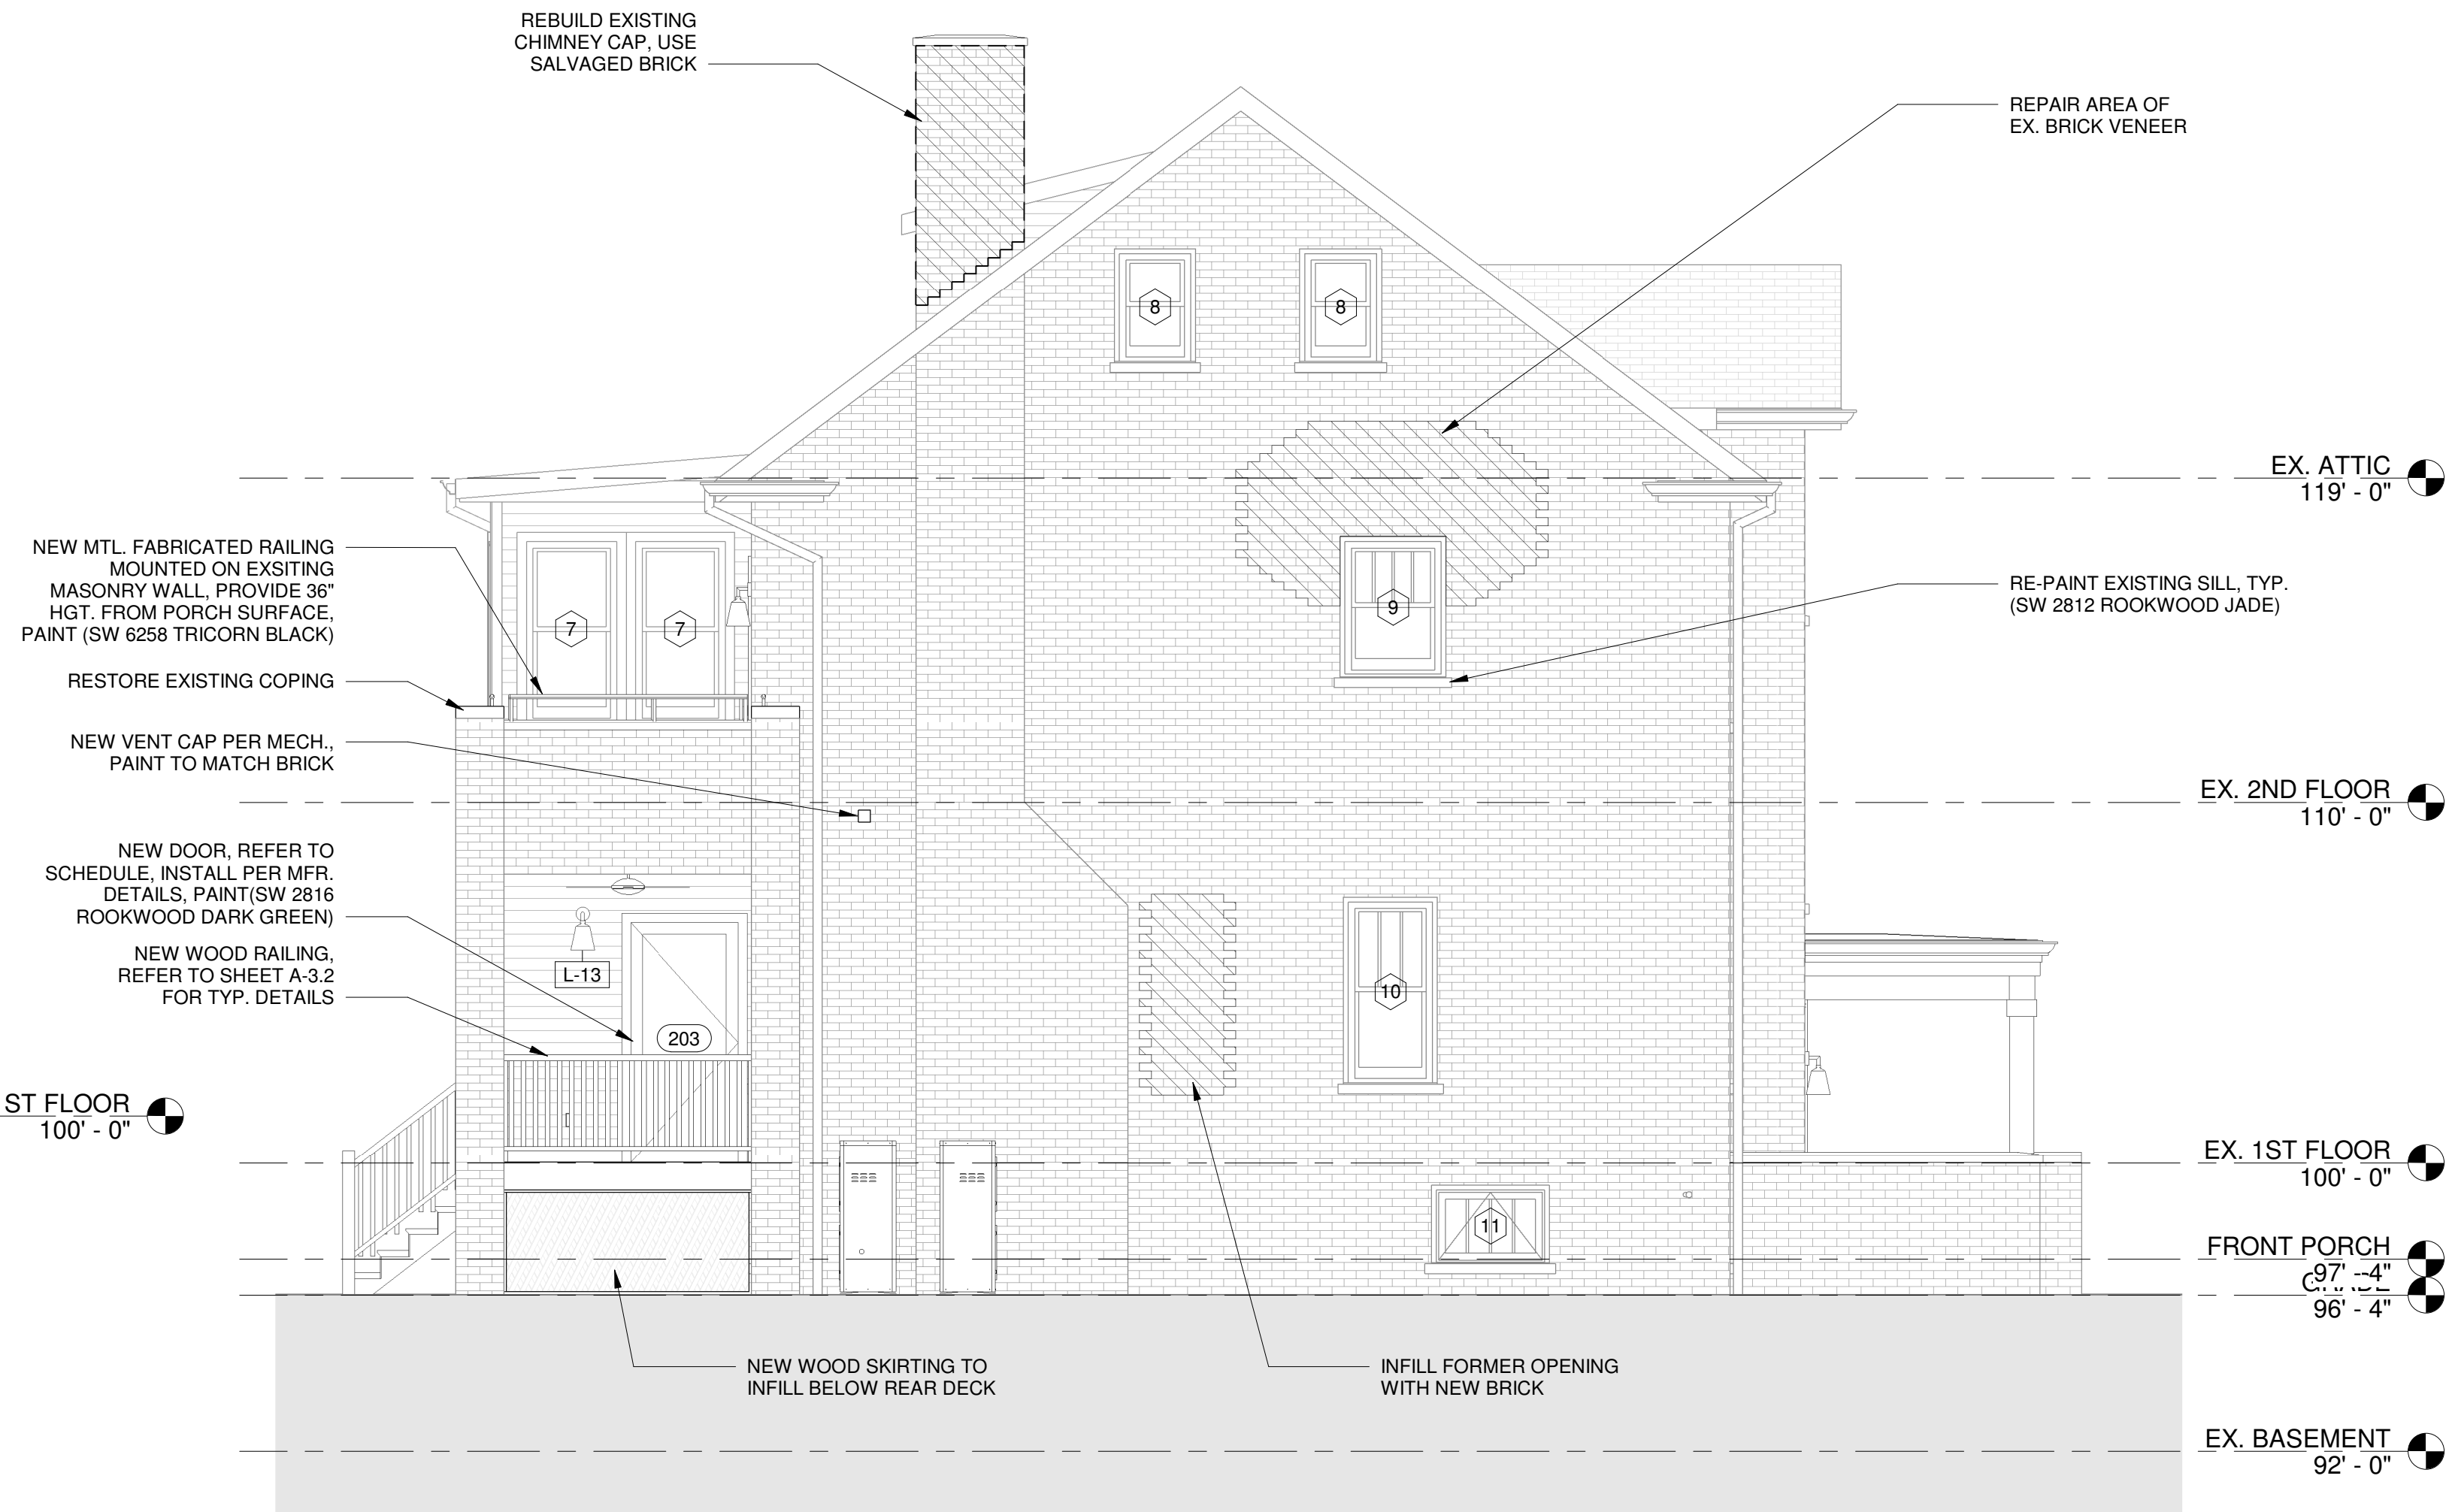 REBUILD EXISTING
CHIMNEY CAP, USE
SALVAGED BRICK
REPAIR AREA OF
EX. BRICK VENEER
8
8
EX. ATTIC
119' - 0"
NEW MTL. FABRICATED RAILING
MOUNTED ON EXSITING
MASONRY WALL, PROVIDE 36"
HGT. FROM PORCH SURFACE,
PAINT (SW 6258 TRICORN BLACK)
7
7
9
RE-PAINT EXISTING SILL, TYP.
(SW 2812 ROOKWOOD JADE)
RESTORE EXISTING COPING
NEW VENT CAP PER MECH.,
PAINT TO MATCH BRICK
EX. 2ND FLOOR
110' - 0"
NEW DOOR, REFER TO
SCHEDULE, INSTALL PER MFR.
DETAILS, PAINT(SW 2816
ROOKWOOD DARK GREEN)
NEW WOOD RAILING,
REFER TO SHEET A-3.2
FOR TYP. DETAILS
L-13
203
10
ST FLOOR
100' - 0"
EX. 1ST FLOOR
100' - 0"
11
FRONT PORCH
97' - 4"
GRADE
96' - 4"
NEW WOOD SKIRTING TO
INFILL BELOW REAR DECK
INFILL FORMER OPENING
WITH NEW BRICK
EX. BASEMENT
92' - 0"